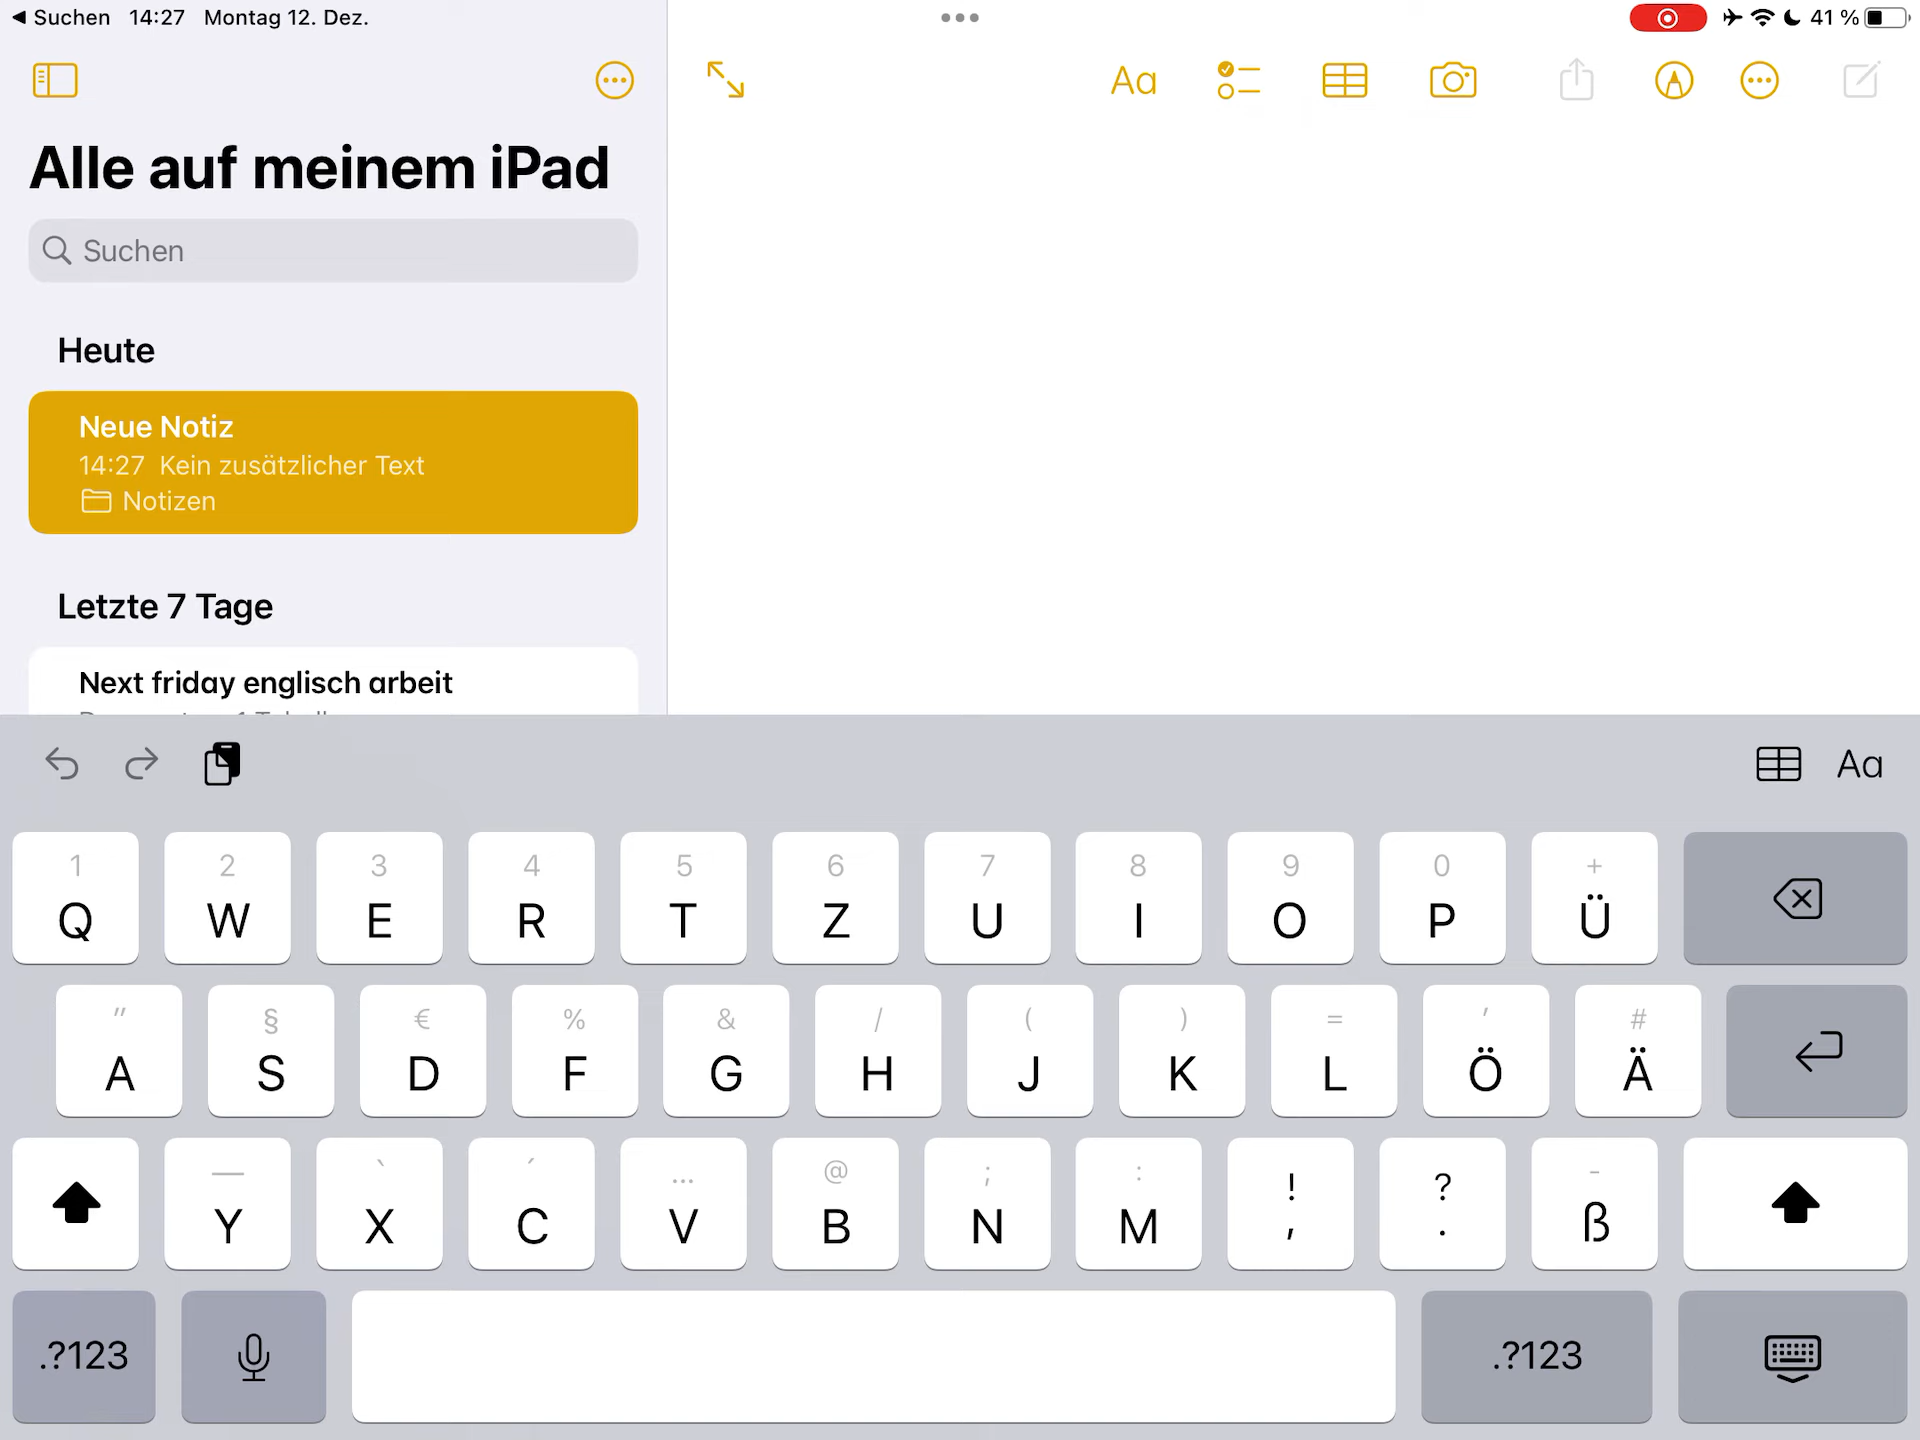 ◀ Suchen 14:27 Montag 12. Dez.
41 %
Aa
Alle auf meinem iPad
Suchen
Heute
Neue Notiz
14:27 Kein zusätzlicher Text
Notizen
Letzte 7 Tage
Next friday englisch arbeit
Aa
1 2 3 4 5 6 7 8 9 0 +
Q W E R T Z U I O P Ü
" § € % & / ( ) = ' #
A S D F G H J K L Ö Ä
— ` ´ ... @ ; : ! ? -
Y X C V B N M , . ß
.?123 .?123